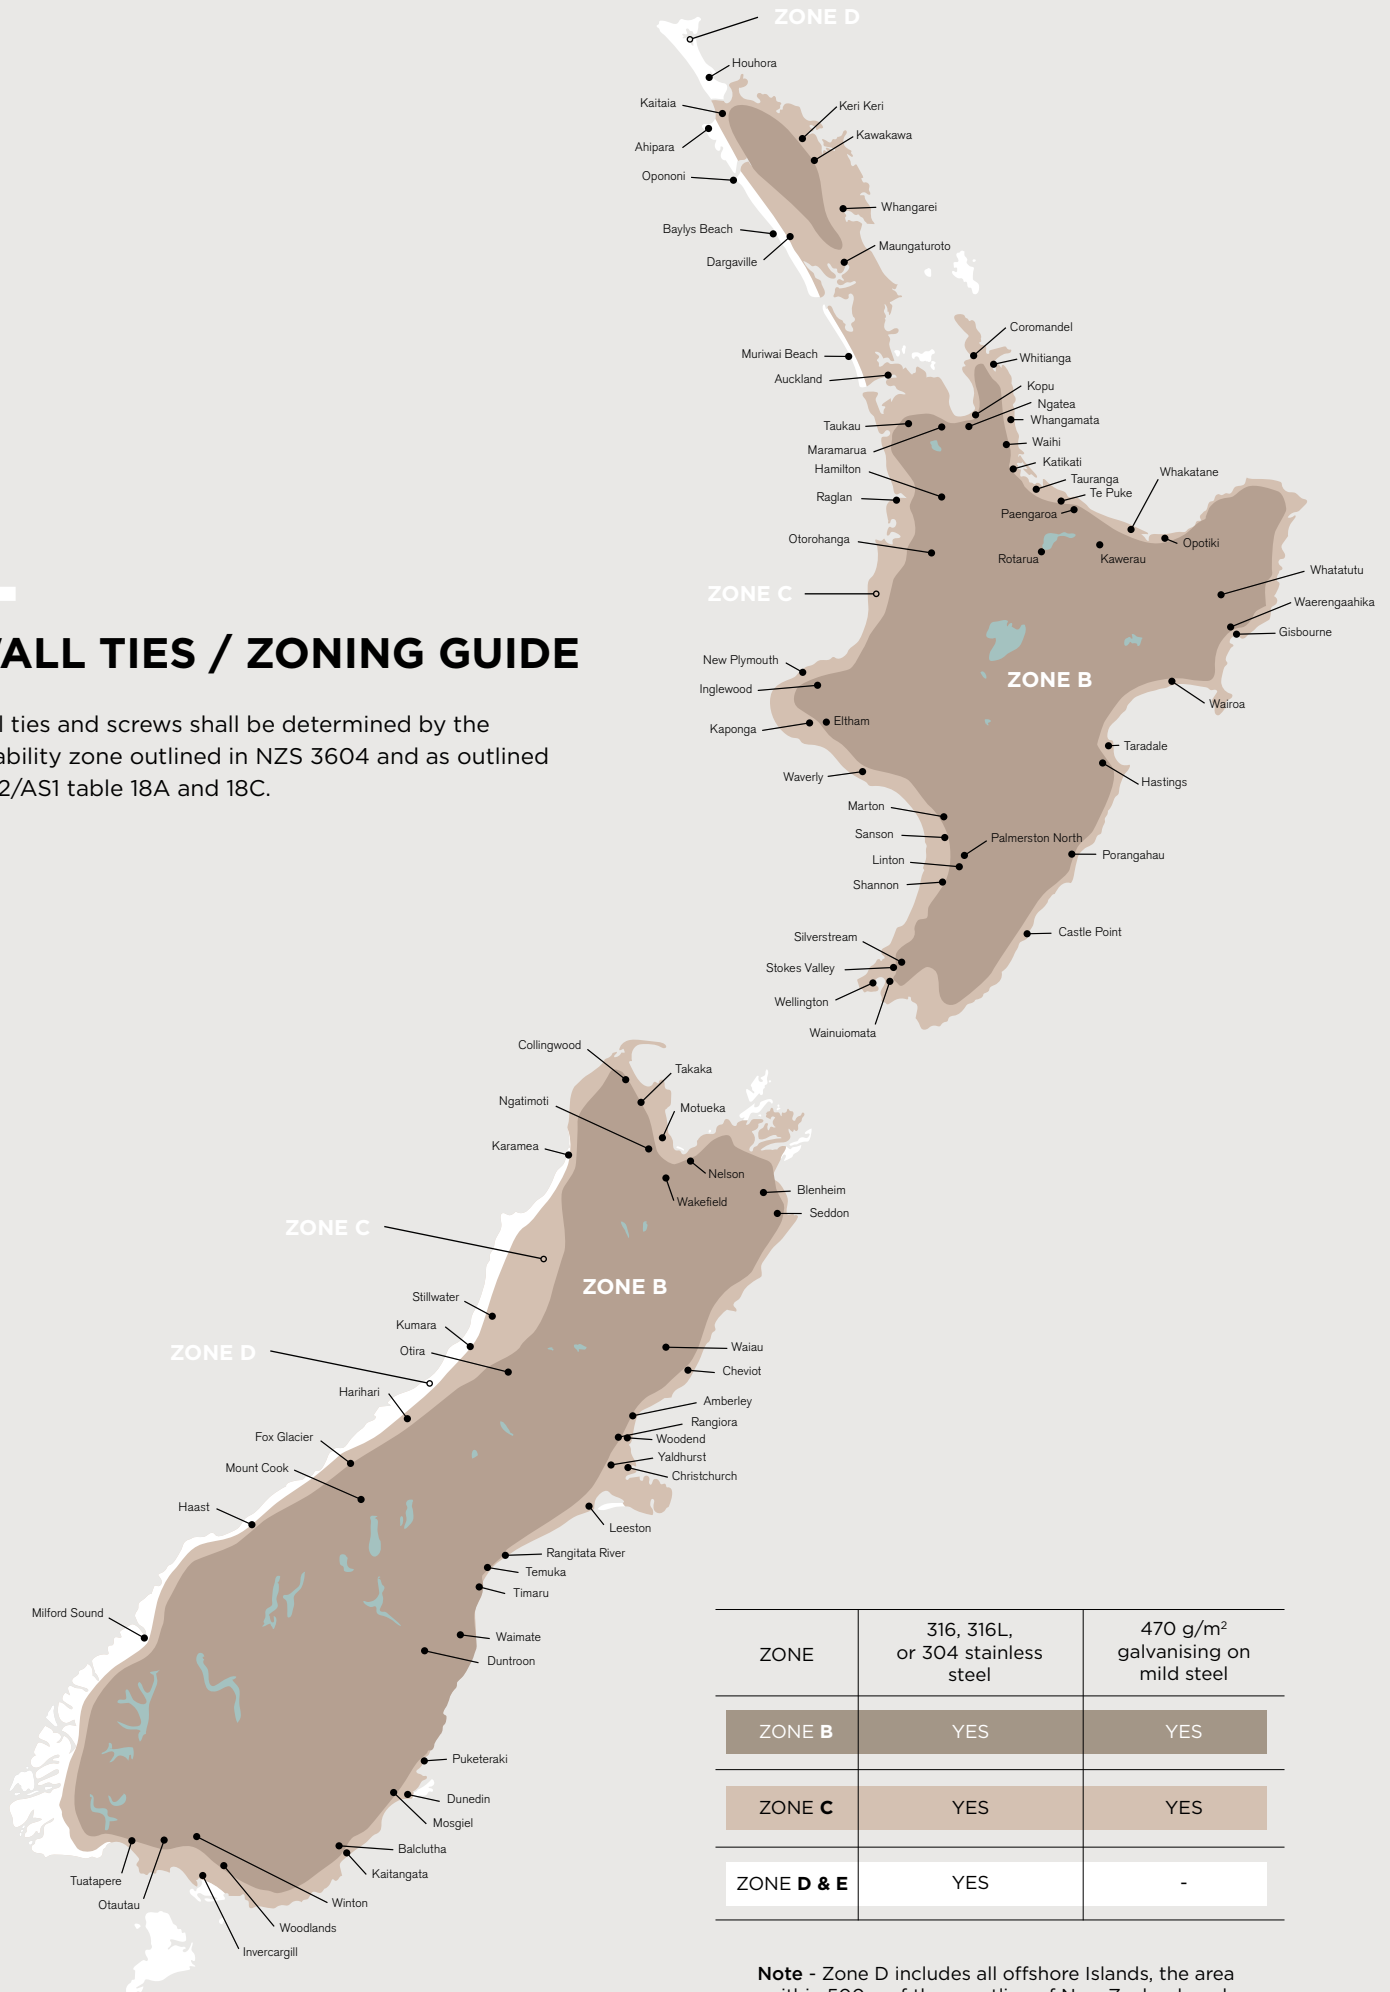 ZONE D
Houhora
Kaitaia
Keri Keri
Ahipara
Kawakawa
Opononi
Whangarei
Baylys Beach
Maungaturoto
Dargaville
Coromandel
Muriwai Beach
Whitianga
Auckland
Kopu
Ngatea
Taukau
Whangamata
Maramarua
Waihi
Hamilton
Katikati
Whakatane
Tauranga
Raglan
Te Puke
Paengaroa
Otorohanga
Opotiki
Rotarua
Kawerau
Whatatutu
ZONE C
Waerengaahika
Gisbourne
ALL TIES / ZONING GUIDE
New Plymouth
ZONE B
Inglewood
Wairoa
ties and screws shall be determined by the
Kaponga
Eltham
Taradale
ability zone outlined in NZS 3604 and as outlined
Waverly
Hastings
2/AS1 table 18A and 18C.
Marton
Sanson
Palmerston North
Linton
Porangahau
Shannon
Silverstream
Castle Point
Stokes Valley
Wellington
Wainuiomata
Collingwood
Takaka
Ngatimoti
Motueka
Karamea
Nelson
Blenheim
Wakefield
Seddon
ZONE C
ZONE B
Stillwater
Kumara
Otira
Waiau
ZONE D
Cheviot
Harihari
Amberley
Rangiora
Fox Glacier
Woodend
Yaldhurst
Mount Cook
Christchurch
Haast
Leeston
Rangitata River
Temuka
Timaru
Milford Sound
Waimate
Duntroon
Puketeraki
Dunedin
Mosgiel
Balclutha
Kaitangata
Tuatapere
Otautau
Winton
Woodlands
Invercargill
ZONE
316, 316L,
or 304 stainless
steel
470 g/m²
galvanising on
mild steel
ZONE B YES YES
ZONE C YES YES
ZONE D & E YES -
Note - Zone D includes all offshore Islands, the area